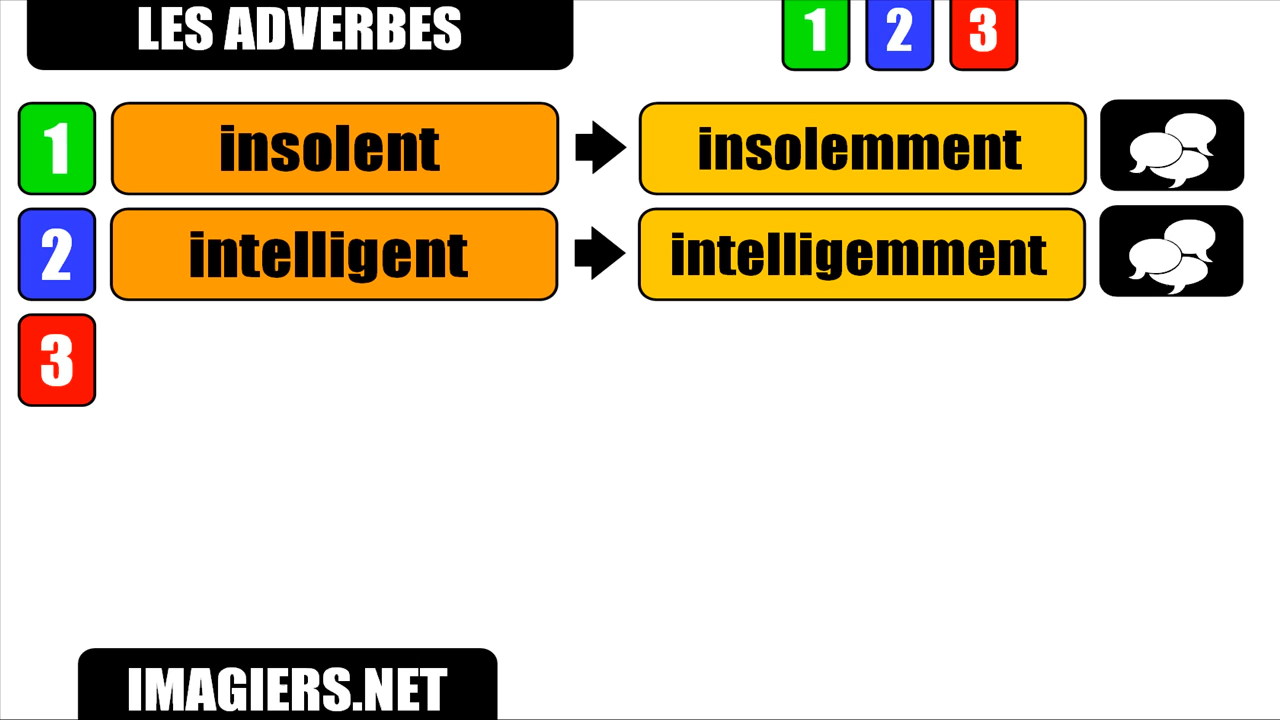 LES ADVERBES 1 2 3
1 insolent insolemment
2 intelligent intelligemment
3
IMAGIERS.NET